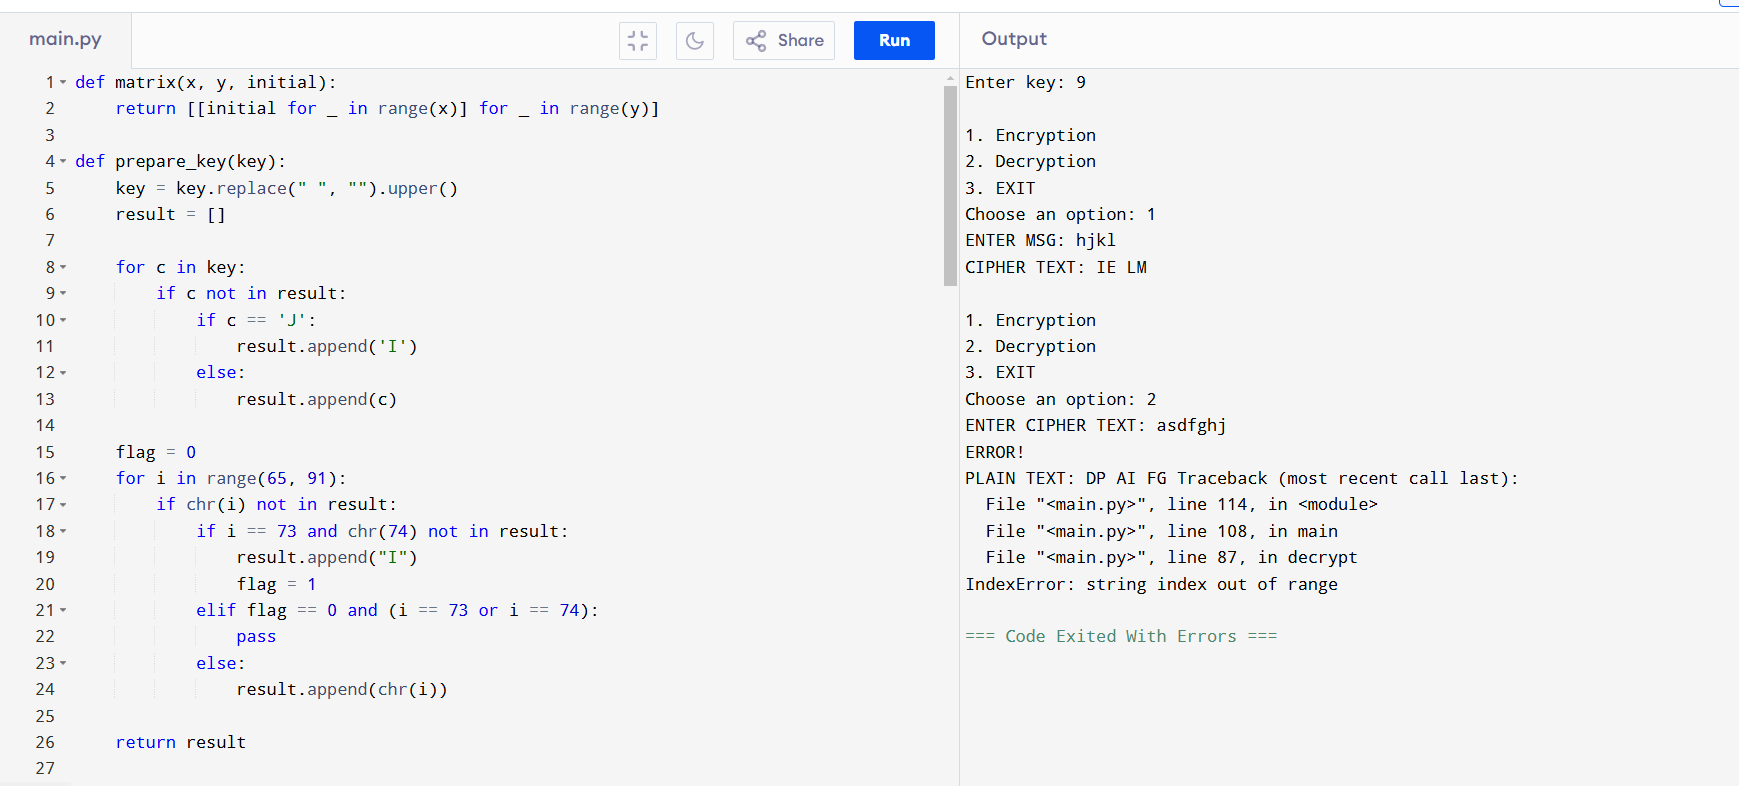 main.py
Share
Run
Output
1 def matrix(x, y, initial):
2     return [[initial for _ in range(x)] for _ in range(y)]
3
4 def prepare_key(key):
5     key = key.replace(" ", "").upper()
6     result = []
7
8     for c in key:
9         if c not in result:
10             if c == 'J':
11                 result.append('I')
12             else:
13                 result.append(c)
14
15     flag = 0
16     for i in range(65, 91):
17         if chr(i) not in result:
18             if i == 73 and chr(74) not in result:
19                 result.append("I")
20                 flag = 1
21             elif flag == 0 and (i == 73 or i == 74):
22                 pass
23             else:
24                 result.append(chr(i))
25
26     return result
27
Enter key: 9
1. Encryption
2. Decryption
3. EXIT
Choose an option: 1
ENTER MSG: hjkl
CIPHER TEXT: IE LM
1. Encryption
2. Decryption
3. EXIT
Choose an option: 2
ENTER CIPHER TEXT: asdfghj
ERROR!
PLAIN TEXT: DP AI FG Traceback (most recent call last):
  File "<main.py>", line 114, in <module>
  File "<main.py>", line 108, in main
  File "<main.py>", line 87, in decrypt
IndexError: string index out of range
=== Code Exited With Errors ===